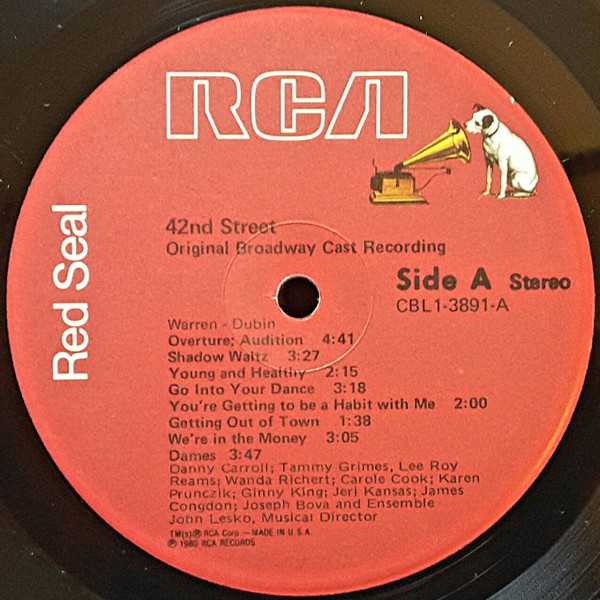 RCA
Red Seal
42nd Street
Original Broadway Cast Recording
Side A Stereo
CBL1-3891-A
Warren - Dubin
Overture; Audition 4:41
Shadow Waltz 3:27
Young and Healthy 2:15
Go Into Your Dance 3:18
You're Getting to be a Habit with Me 2:00
Getting Out of Town 1:38
We're in the Money 3:05
Dames 3:47
Danny Carroll; Tammy Grimes, Lee Roy
Reams; Wanda Richert; Carole Cook; Karen
Prunczik; Ginny King; Jeri Kansas; James
Congdon; Joseph Bova and Ensemble
John Lesko, Musical Director
TM(s)® RCA Corp.—MADE IN U.S.A.
℗ 1980 RCA RECORDS